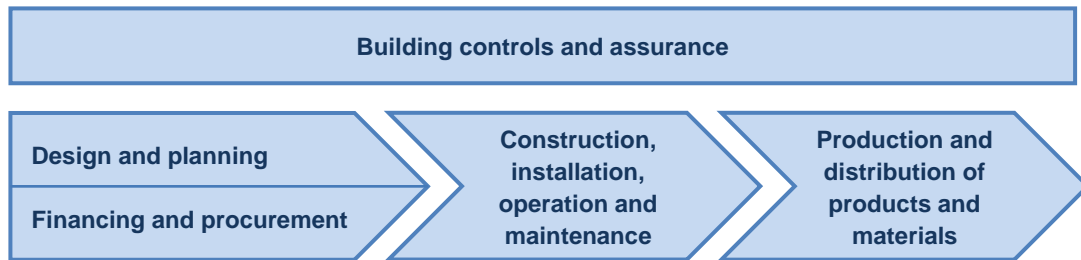 Building controls and assurance
Design and planning
Financing and procurement
Construction,
installation,
operation and
maintenance
Production and
distribution of
products and
materials